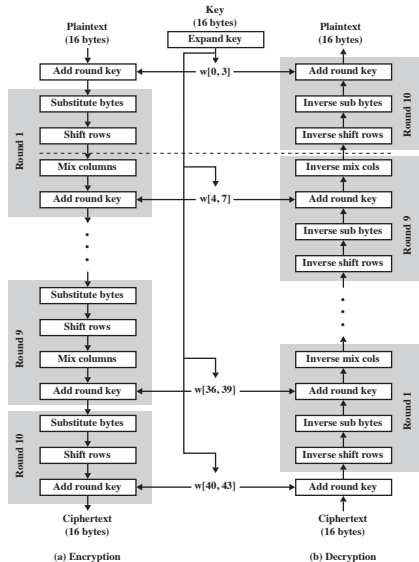 Key
(16 bytes)
Expand key
Plaintext
(16 bytes)
Add round key
Substitute bytes
Shift rows
Mix columns
Add round key
Round 1
Substitute bytes
Shift rows
Mix columns
Add round key
Round 9
Substitute bytes
Shift rows
Add round key
Round 10
Ciphertext
(16 bytes)
(a) Encryption
w[0, 3]
w[4, 7]
w[36, 39]
w[40, 43]
Plaintext
(16 bytes)
Add round key
Inverse sub bytes
Inverse shift rows
Round 10
Inverse mix cols
Add round key
Inverse sub bytes
Inverse shift rows
Round 9
Inverse mix cols
Add round key
Inverse sub bytes
Inverse shift rows
Round 1
Add round key
Ciphertext
(16 bytes)
(b) Decryption